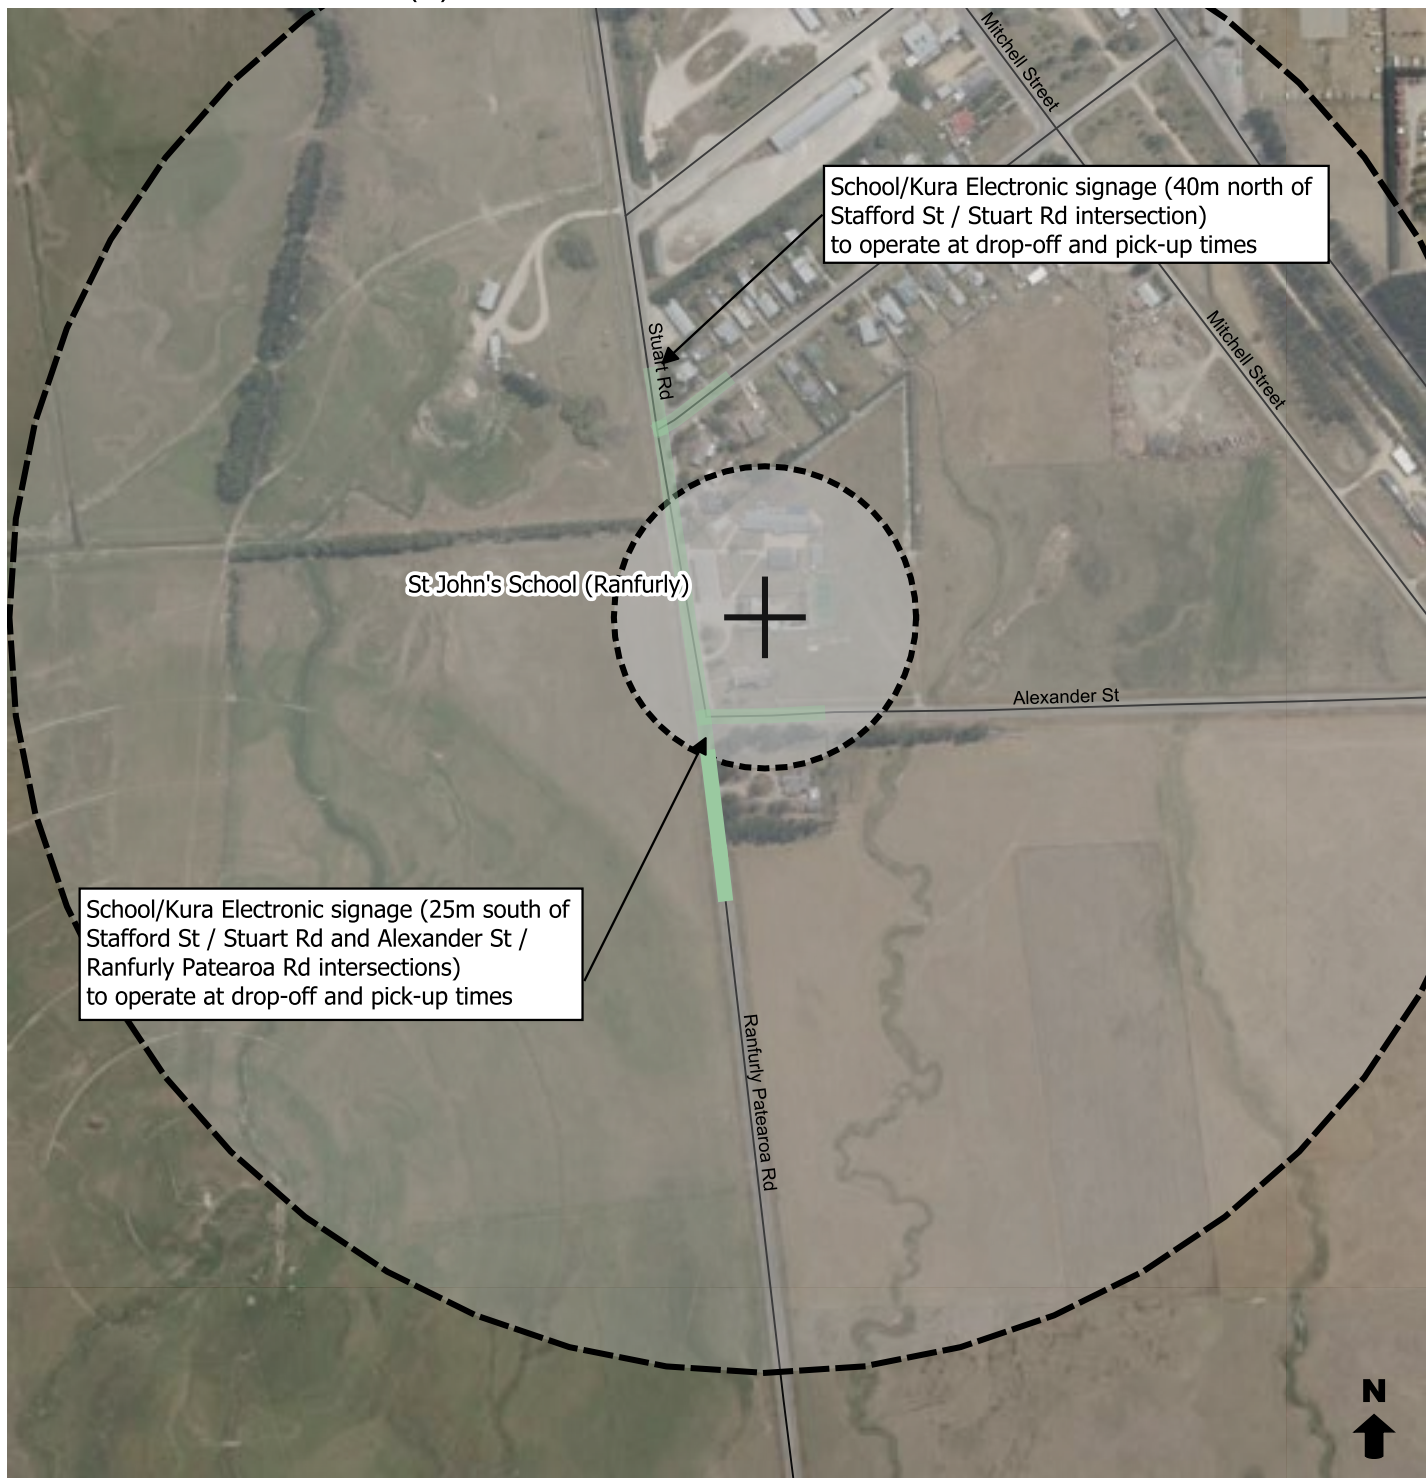 Mitchell Street
School/Kura Electronic signage (40m north of
Stafford St / Stuart Rd intersection)
to operate at drop-off and pick-up times
Stuart Rd
Mitchell Street
St John's School (Ranfurly)
Alexander St
School/Kura Electronic signage (25m south of
Stafford St / Stuart Rd and Alexander St /
Ranfurly Patearoa Rd intersections)
to operate at drop-off and pick-up times
Ranfurly Patearoa Rd
N